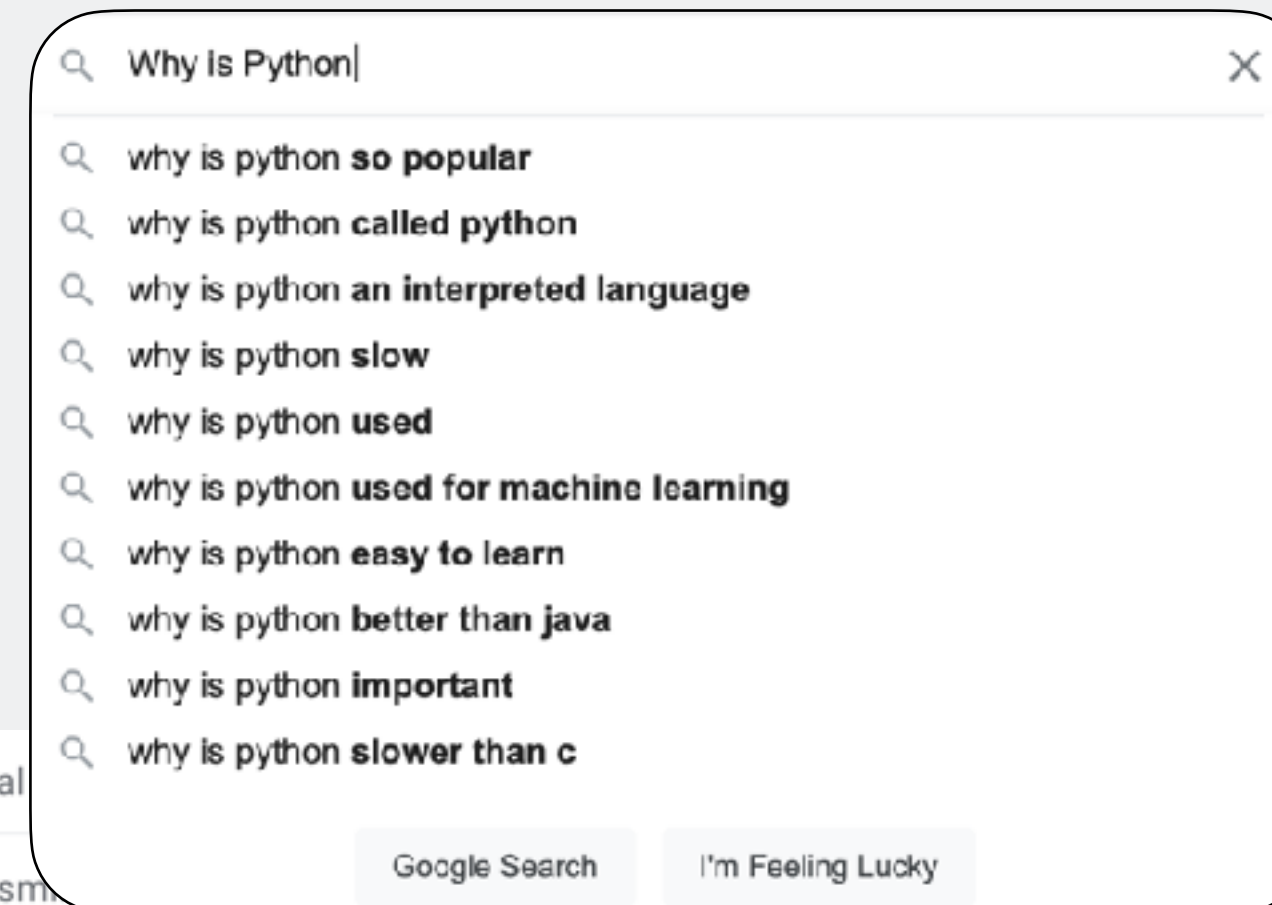 Why is Python
why is python so popular
why is python called python
why is python an interpreted language
why is python slow
why is python used
why is python used for machine learning
why is python easy to learn
why is python better than java
why is python important
why is python slower than c
al
Google Search I'm Feeling Lucky